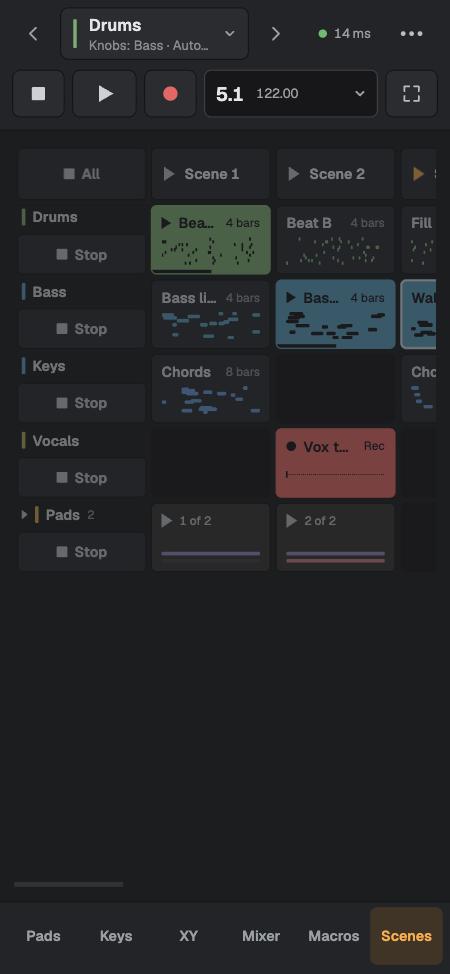 Drums
Knobs: Bass · Auto...
14 ms
5.1 122.00
All Scene 1 Scene 2
Drums
Stop
Bea... 4 bars
Beat B 4 bars
Fill
Bass
Stop
Bass li... 4 bars
Bas... 4 bars
Wal
Keys
Stop
Chords 8 bars
Cho
Vocals
Stop
Vox t... Rec
Pads 2
Stop
1 of 2
2 of 2
Pads Keys XY Mixer Macros Scenes